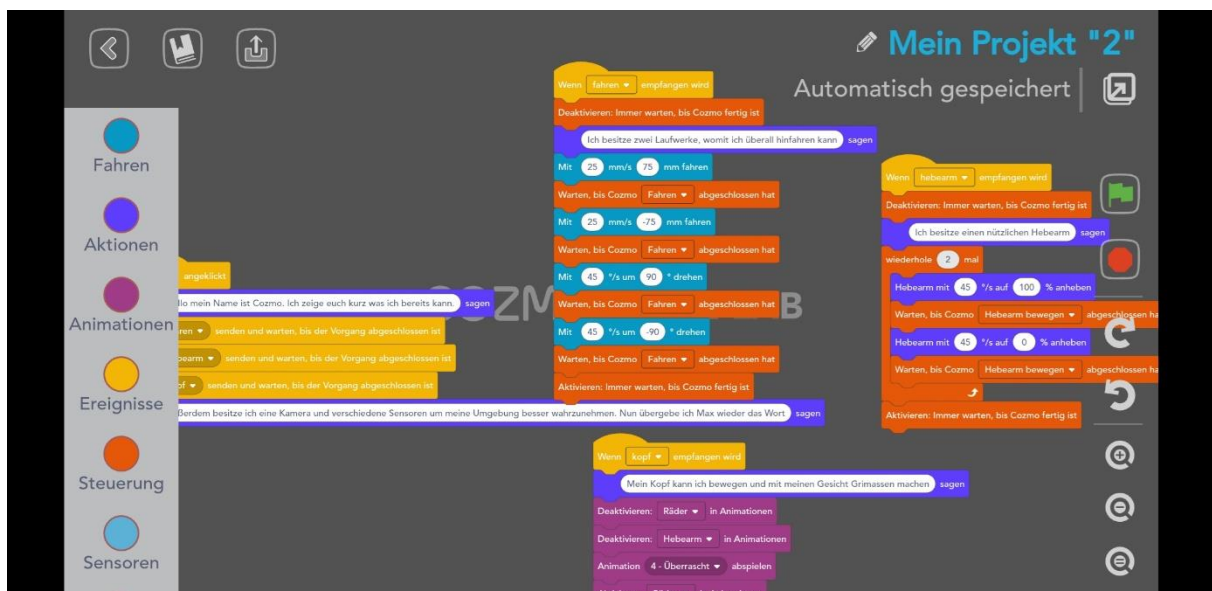 Mein Projekt "2"
Automatisch gespeichert
Fahren
Aktionen
Animationen
Ereignisse
Steuerung
Sensoren
angeklickt
mein Name ist Cozmo. Ich zeige euch kurz was ich bereits kann. sagen
senden und warten, bis der Vorgang abgeschlossen ist
senden und warten, bis der Vorgang abgeschlossen ist
senden und warten, bis der Vorgang abgeschlossen ist
besitze ich eine Kamera und verschiedene Sensoren um meine Umgebung besser wahrzunehmen. Nun übergebe ich Max wieder das Wort sagen
Wenn fahren empfangen wird
Deaktivieren: Immer warten, bis Cozmo fertig ist
Ich besitze zwei Laufwerke, womit ich überall hinfahren kann sagen
Mit 25 mm/s 75 mm fahren
Warten, bis Cozmo Fahren abgeschlossen hat
Mit 25 mm/s -75 mm fahren
Warten, bis Cozmo Fahren abgeschlossen hat
Mit 45 °/s um 90 ° drehen
Warten, bis Cozmo Fahren abgeschlossen hat
Mit 45 °/s um -90 ° drehen
Warten, bis Cozmo Fahren abgeschlossen hat
Aktivieren: Immer warten, bis Cozmo fertig ist
Wenn kopf empfangen wird
Mein Kopf kann ich bewegen und mit meinen Gesicht Grimassen machen sagen
Deaktivieren: Räder in Animationen
Deaktivieren: Hebearm in Animationen
Animation 4 - Überrascht abspielen
Wenn hebearm empfangen wird
Deaktivieren: Immer warten, bis Cozmo fertig ist
Ich besitze einen nützlichen Hebearm sagen
wiederhole 2 mal
Hebearm mit 45 °/s auf 100 % anheben
Warten, bis Cozmo Hebearm bewegen abgeschlossen ha
Hebearm mit 45 °/s auf 0 % anheben
Warten, bis Cozmo Hebearm bewegen abgeschlossen ha
Aktivieren: Immer warten, bis Cozmo fertig ist